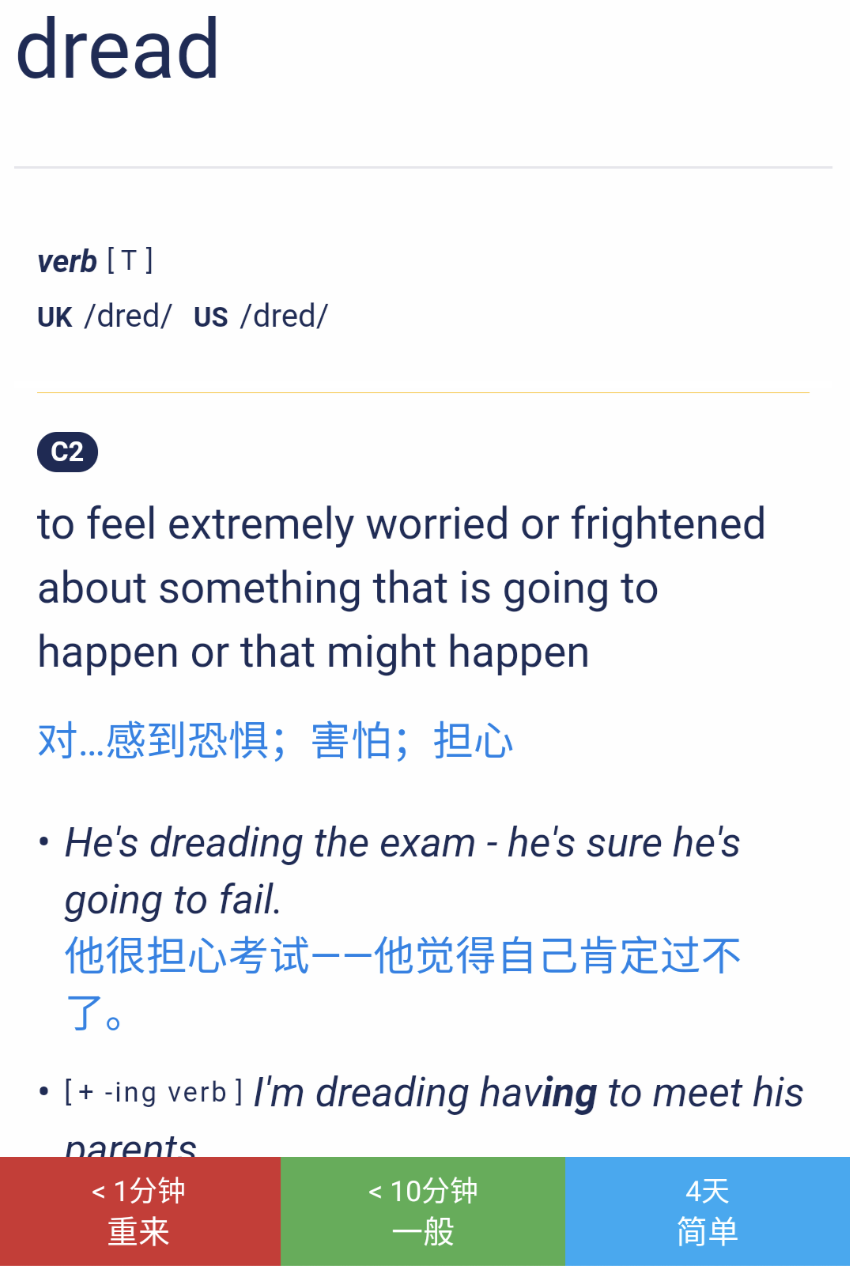 dread
verb [ T ]
UK /dred/ US /dred/
C2
to feel extremely worried or frightened
about something that is going to
happen or that might happen
对…感到恐惧；害怕；担心
• He's dreading the exam - he's sure he's
going to fail.
他很担心考试——他觉得自己肯定过不
了。
• [ + -ing verb ] I'm dreading having to meet his
parents
< 1分钟 < 10分钟 4天
重来 一般 简单